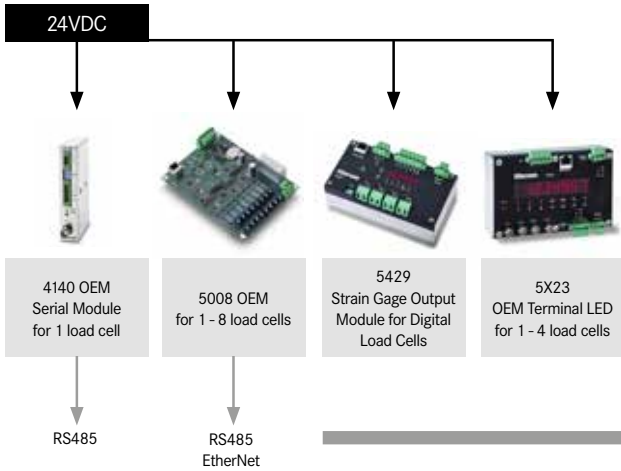 24VDC
4140 OEM
Serial Module
for 1 load cell
5008 OEM
for 1 - 8 load cells
5429
Strain Gage Output
Module for Digital
Load Cells
5X23
OEM Terminal LED
for 1 - 4 load cells
RS485
RS485
EtherNet